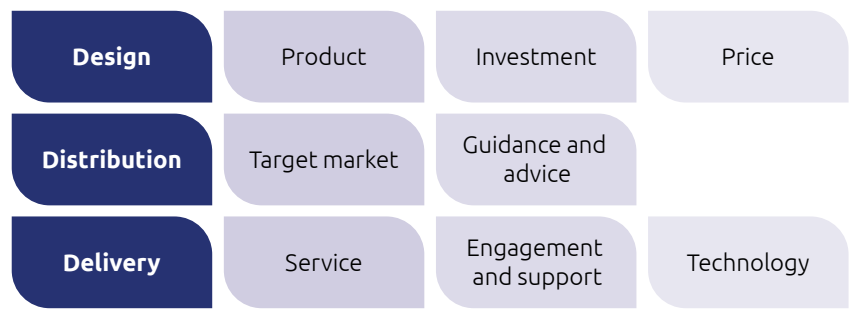 Design
Product
Investment
Price
Distribution
Target market
Guidance and
advice
Delivery
Service
Engagement
and support
Technology